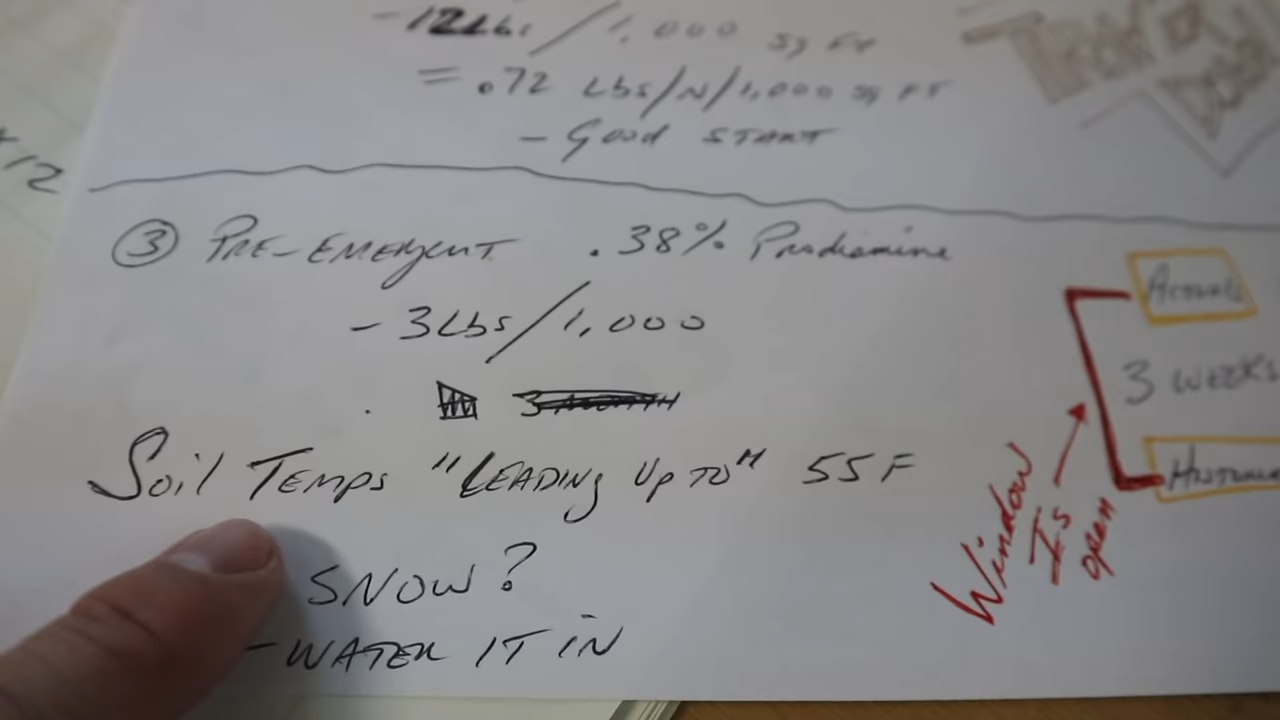 -12Lbs / 1,000 sq Ft
= .72 Lbs/N/1,000 sq FT
- Good START
12
③ PRE-EMERGENT .38% Prodiamine
- 3Lbs/1,000
3 MONTH
Soil Temps "LEADING UP TO" 55F
SNOW?
- WATER IT IN
Actuals
3 WEEKS
Window
Is
open